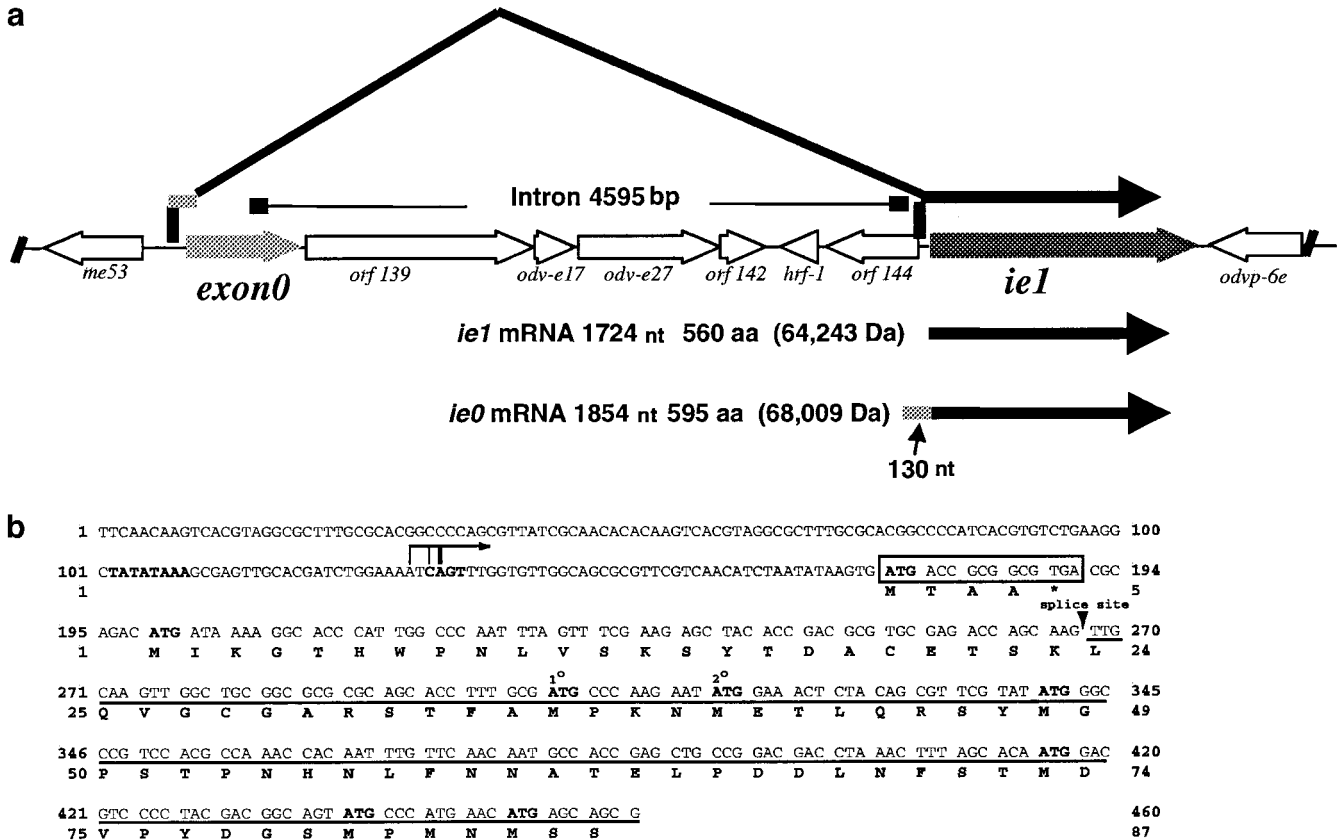 a
Intron 4595 bp
me53
exon0
orf 139
odv-e17
odv-e27
orf 142
hrf-1
orf 144
ie1
odvp-6e
ie1 mRNA 1724 nt 560 aa (64,243 Da)
ie0 mRNA 1854 nt 595 aa (68,009 Da)
130 nt
b
1 TTCAACAAGTCACGTAGGCGCTTTGCGCACGGCCCCAGCGTTATCGCAACACACAAGTCACGTAGGCGCTTTGCGCACGGCCCCATCACGTGTCTGAAGG 100
101 CTATATAAAGCGAGTTGCACGATCTGGAAAATCAGTTTGGTGTTGGCAGCGCGTTCGTCAACATCTAATATAAGTG ATG ACC GCG GCG TGA CGC 194
1 M T A A * 5
splice site
195 AGAC ATG ATA AAA GGC ACC CAT TGG CCC AAT TTA GTT TCG AAG AGC TAC ACC GAC GCG TGC GAG ACC AGC AAG TTG 270
1 M I K G T H W P N L V S K S Y T D A C E T S K L 24
1° 2°
271 CAA GTT GGC TGC GGC GCG CGC AGC ACC TTT GCG ATG CCC AAG AAT ATG GAA ACT CTA CAG CGT TCG TAT ATG GGC 345
25 Q V G C G A R S T F A M P K N M E T L Q R S Y M G 49
346 CCG TCC ACG CCA AAC CAC AAT TTG TTC AAC AAT GCC ACC GAG CTG CCG GAC GAC CTA AAC TTT AGC ACA ATG GAC 420
50 P S T P N H N L F N N A T E L P D D L N F S T M D 74
421 GTC CCC TAC GAC GGC AGT ATG CCC ATG AAC ATG AGC AGC G 460
75 V P Y D G S M P M N M S S 87